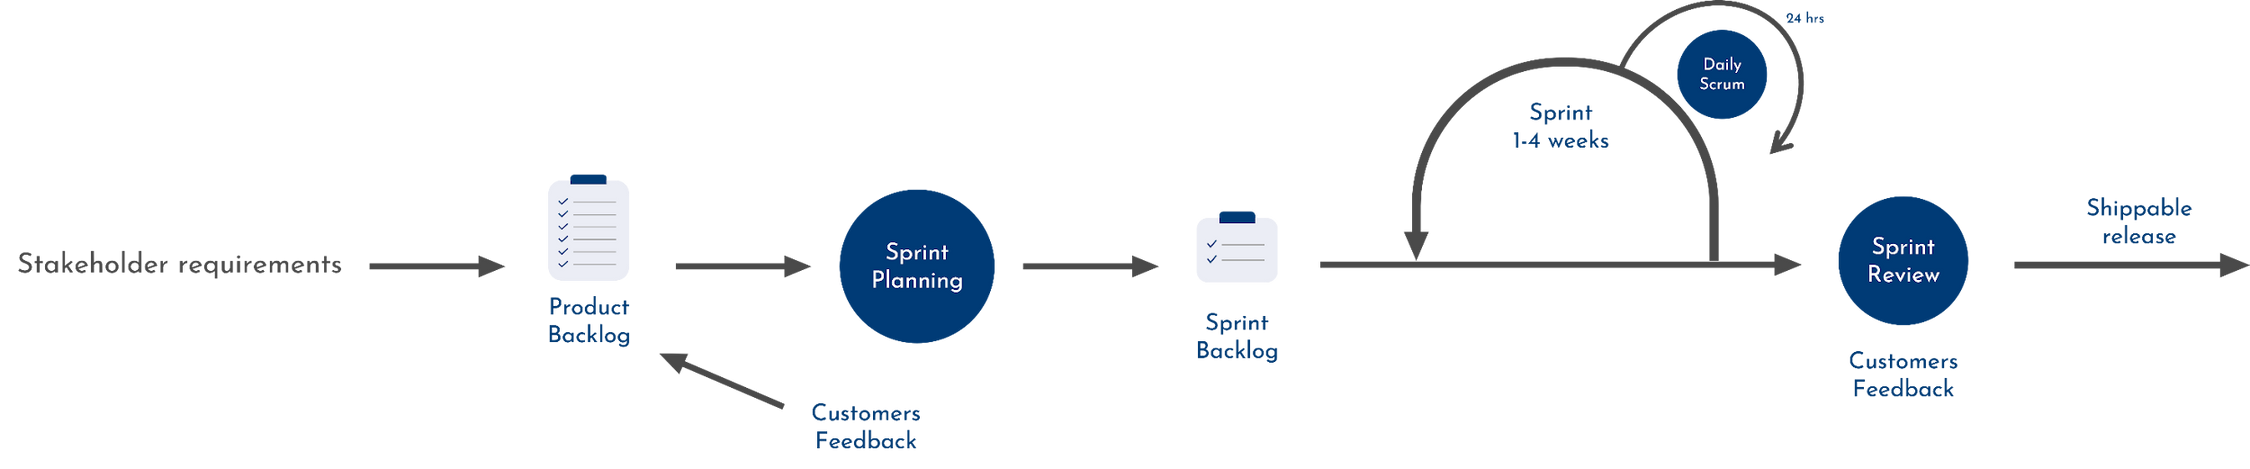 Stakeholder requirements
Product
Backlog
Customers
Feedback
Sprint
Planning
Sprint
Backlog
Sprint
1-4 weeks
Daily
Scrum
24 hrs
Sprint
Review
Customers
Feedback
Shippable
release